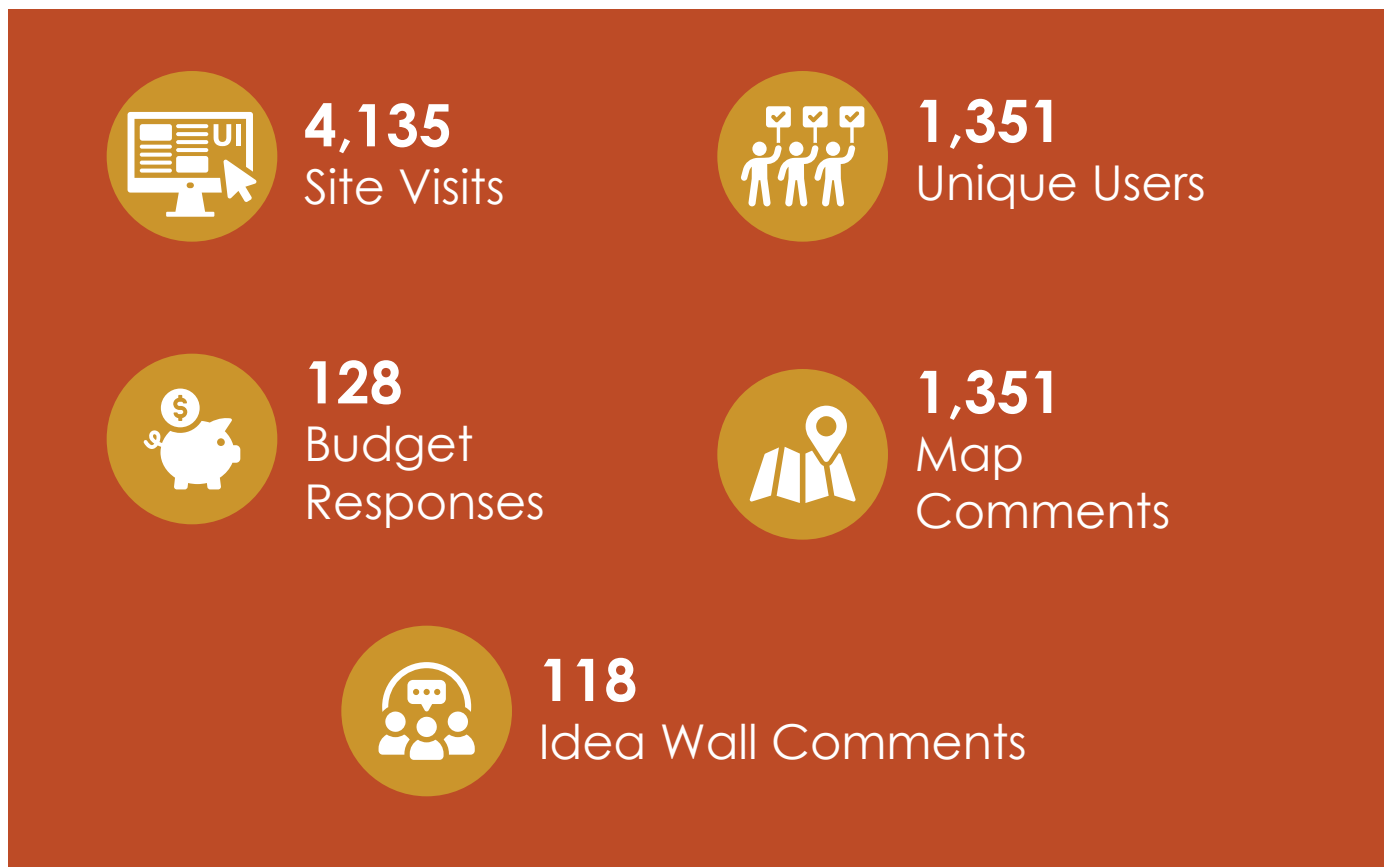 UI
4,135
Site Visits
1,351
Unique Users
$
128
Budget
Responses
1,351
Map
Comments
118
Idea Wall Comments